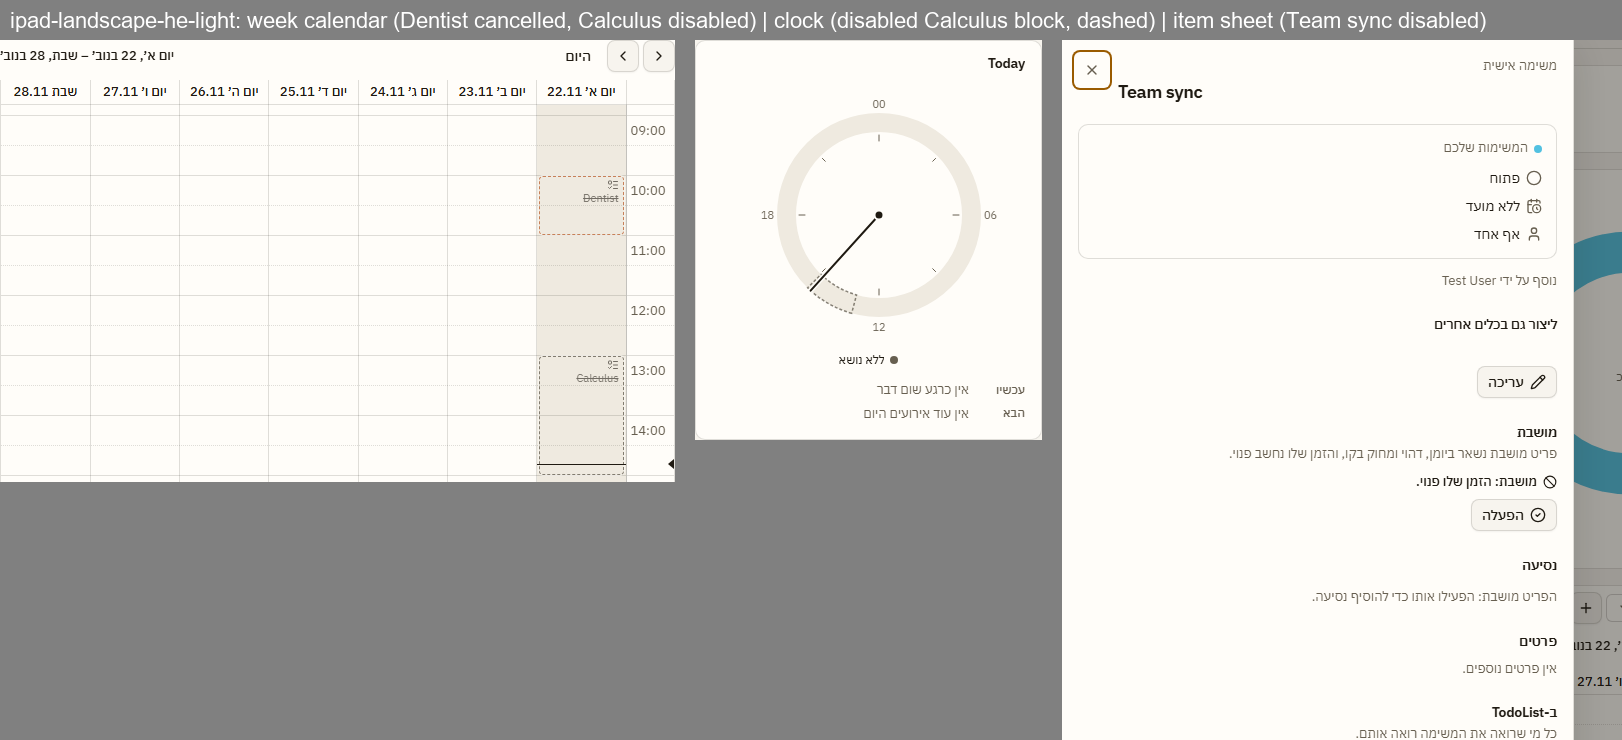 ipad-landscape-he-light: week calendar (Dentist cancelled, Calculus disabled) | clock (disabled Calculus block, dashed) | item sheet (Team sync disabled)
היום
יום א׳, 22 בנוב׳ – שבת, 28 בנוב׳
יום א׳ 22.11
יום ב׳ 23.11
יום ג׳ 24.11
יום ד׳ 25.11
יום ה׳ 26.11
יום ו׳ 27.11
שבת 28.11
09:00
10:00
11:00
12:00
13:00
14:00
Dentist
Calculus
Today
00
06
12
18
ללא נושא
עכשיו אין כרגע שום דבר
הבא אין עוד אירועים היום
משימה אישית
Team sync
המשימות שלכם
פתוח
ללא מועד
אף אחד
נוסף על ידי Test User
ליצור גם בכלים אחרים
עריכה
מושבת
פריט מושבת נשאר ביומן, דהוי ומחוק בקו, והזמן שלו נחשב פנוי.
מושבת: הזמן שלו פנוי.
הפעלה
נסיעה
הפריט מושבת: הפעילו אותו כדי להוסיף נסיעה.
פרטים
אין פרטים נוספים.
ב-TodoList
כל מי שרואה את המשימה רואה אותם.
׳, 22 בנוב
ו׳ 27.11